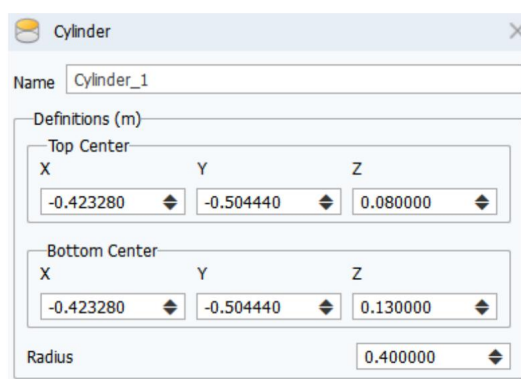 Cylinder
Name Cylinder_1
Definitions (m)
Top Center
X Y Z
-0.423280 -0.504440 0.080000
Bottom Center
X Y Z
-0.423280 -0.504440 0.130000
Radius 0.400000